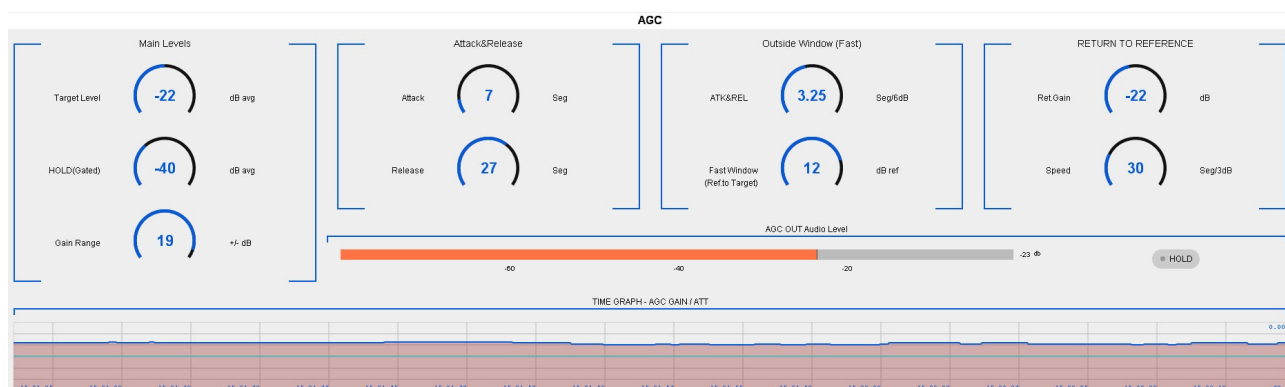 AGC
Main Levels
Target Level -22 dB avg
HOLD(Gated) -40 dB avg
Gain Range 19 +/- dB
Attack&Release
Attack 7 Seg
Release 27 Seg
Outside Window (Fast)
ATK&REL 3.25 Seg/6dB
Fast Window
(Ref.to Target)
12 dB ref
RETURN TO REFERENCE
Ret.Gain -22 dB
Speed 30 Seg/3dB
AGC OUT Audio Level
-23 db
-60 -40 -20
HOLD
TIME GRAPH - AGC GAIN / ATT
0.00